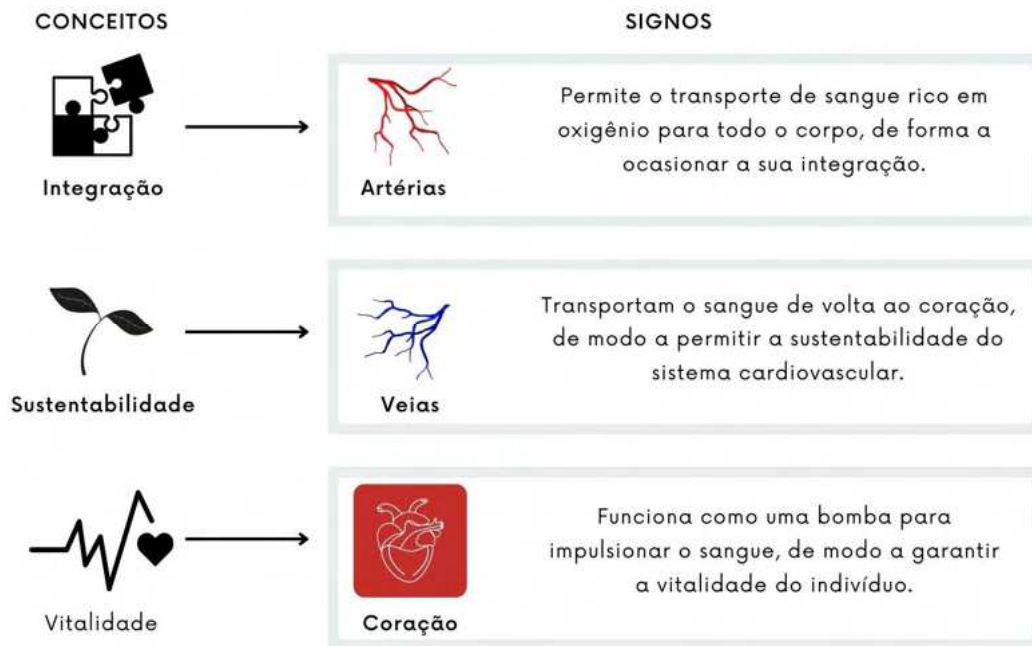 CONCEITOS
SIGNOS
Integração
Artérias
Permite o transporte de sangue rico em
oxigênio para todo o corpo, de forma a
ocasionar a sua integração.
Sustentabilidade
Veias
Transportam o sangue de volta ao coração,
de modo a permitir a sustentabilidade do
sistema cardiovascular.
Vitalidade
Coração
Funciona como uma bomba para
impulsionar o sangue, de modo a garantir
a vitalidade do indivíduo.